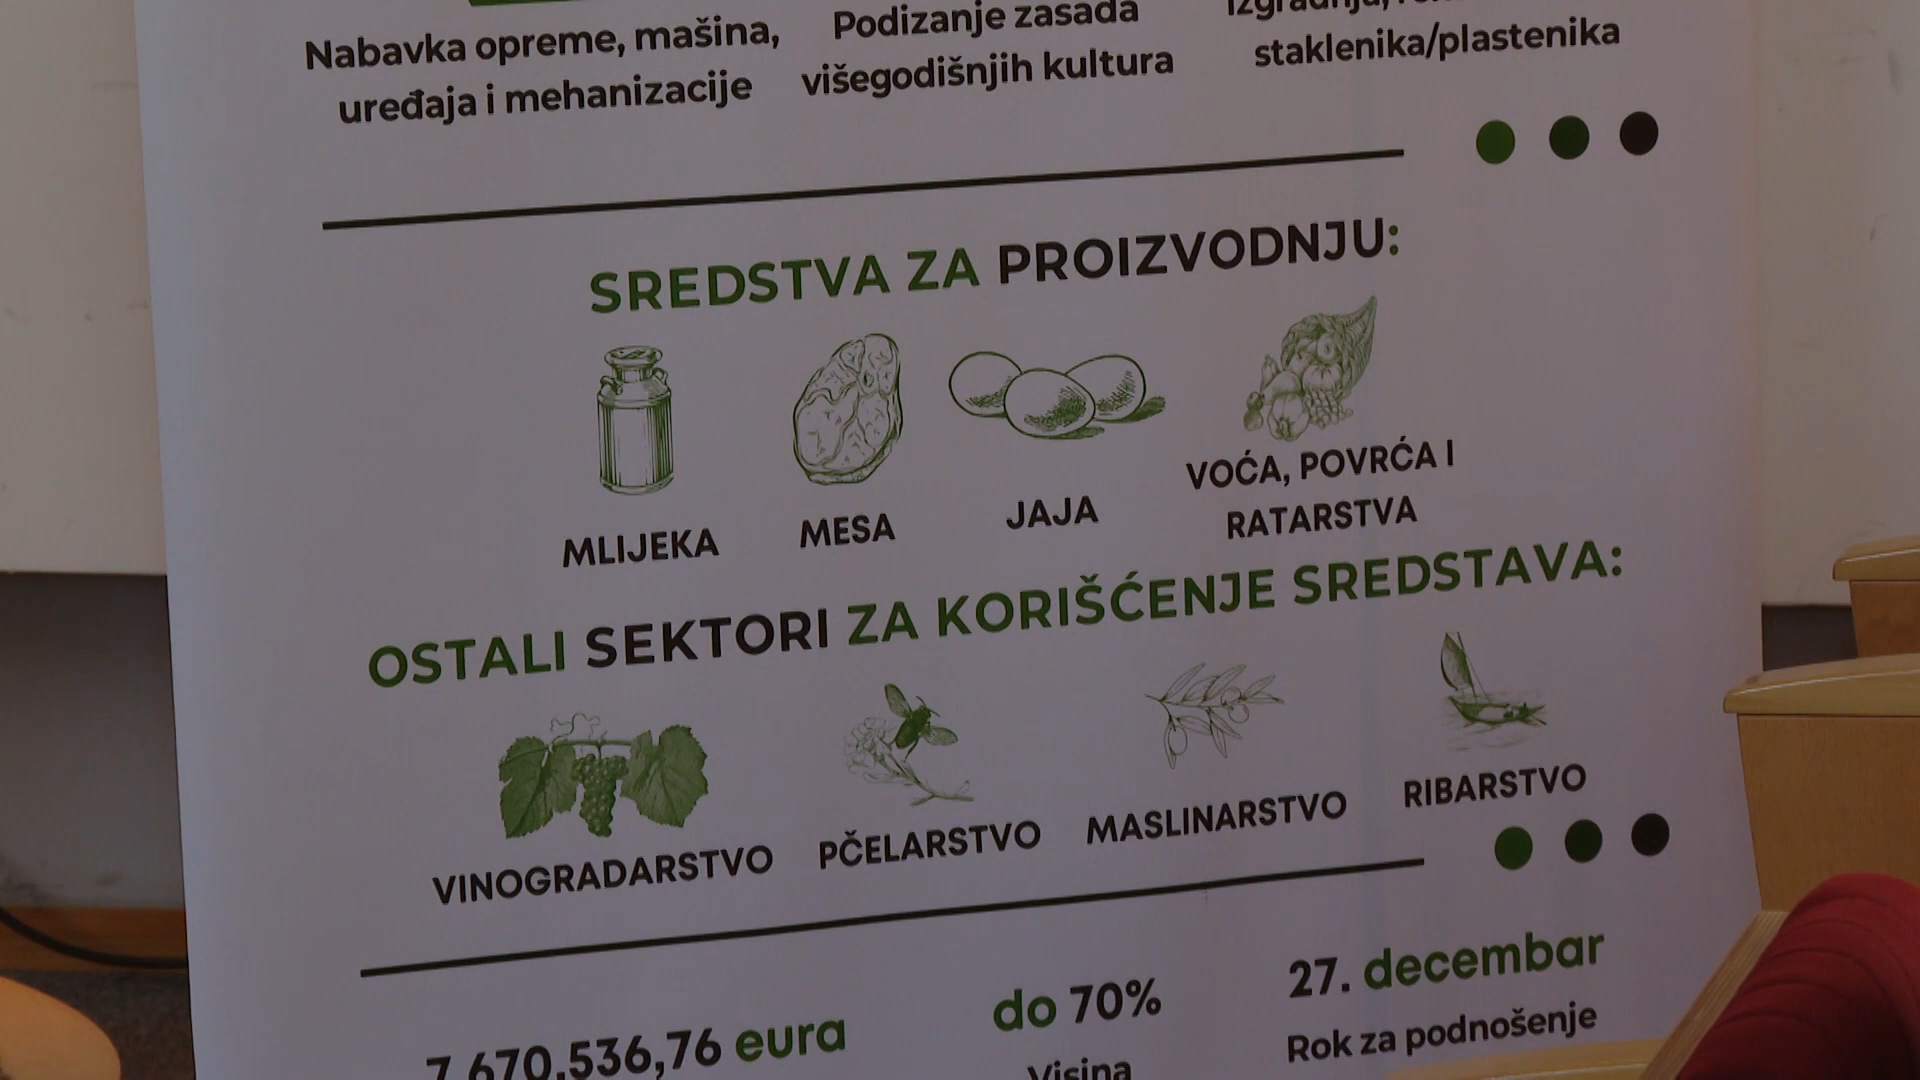 Nabavka opreme, mašina,
uređaja i mehanizacije
Podizanje zasada
višegodišnjih kultura
staklenika/plastenika
SREDSTVA ZA PROIZVODNJU:
MLIJEKA
MESA
JAJA
VOĆA, POVRĆA I
RATARSTVA
OSTALI SEKTORI ZA KORIŠĆENJE SREDSTAVA:
VINOGRADARSTVO
PČELARSTVO
MASLINARSTVO
RIBARSTVO
7.670.536,76 eura
do 70%
Visina
27. decembar
Rok za podnošenje